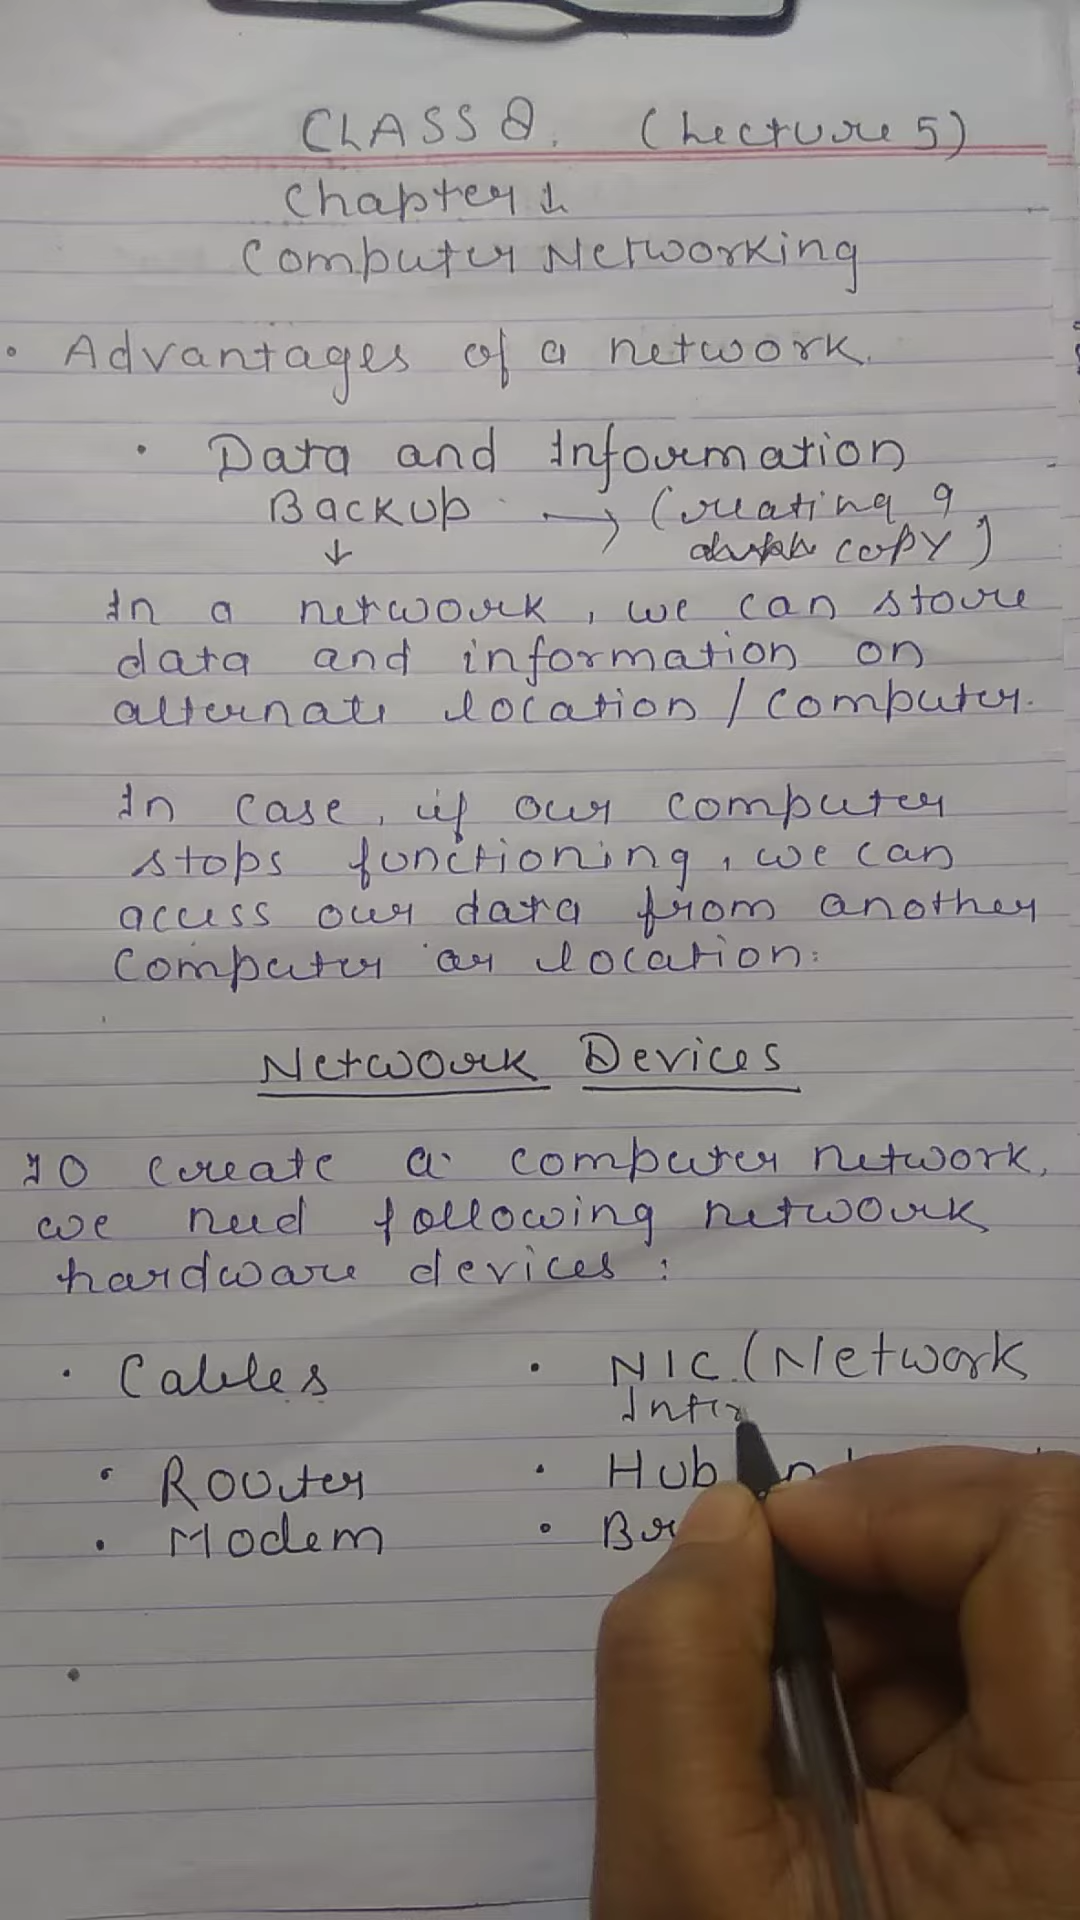 CLASS 8. (Lecture 5)
Chapter 1
Computer Networking
• Advantages of a network.
• Data and Information
Backup → (Creating a
copy)
↓
In a network, we can store
data and information on
alternate location / computer.
In case, if our computer
stops functioning, we can
access our data from another
computer or location.
Network Devices
To create a computer network,
we need following network
hardware devices :
• Cables • NIC (Network
Inter
• Router • Hub
• Modem •